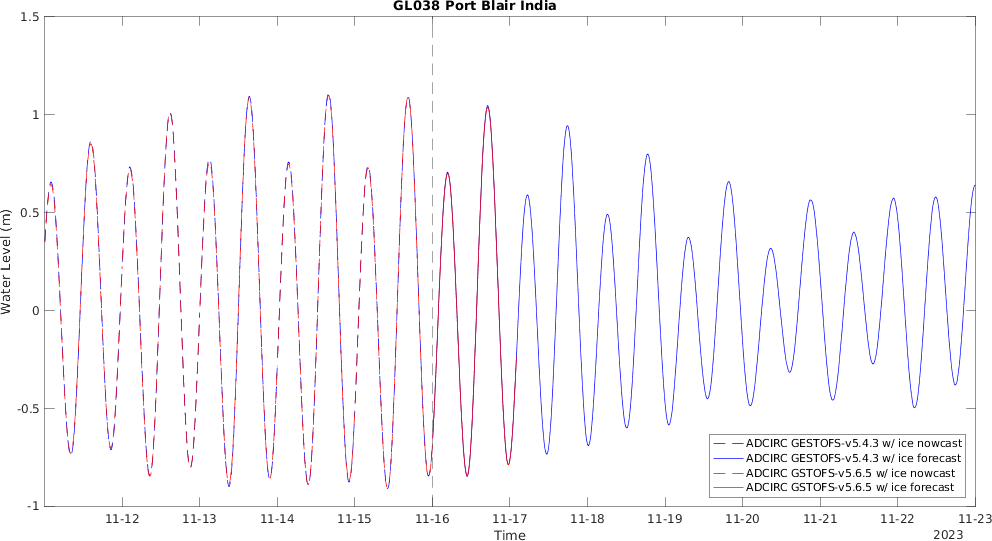 GL038 Port Blair India
1.5
1
0.5
0
-0.5
-1
Water Level (m)
11-12 11-13 11-14 11-15 11-16 11-17 11-18 11-19 11-20 11-21 11-22 11-23
Time
2023
ADCIRC GESTOFS-v5.4.3 w/ ice nowcast
ADCIRC GESTOFS-v5.4.3 w/ ice forecast
ADCIRC GSTOFS-v5.6.5 w/ ice nowcast
ADCIRC GSTOFS-v5.6.5 w/ ice forecast